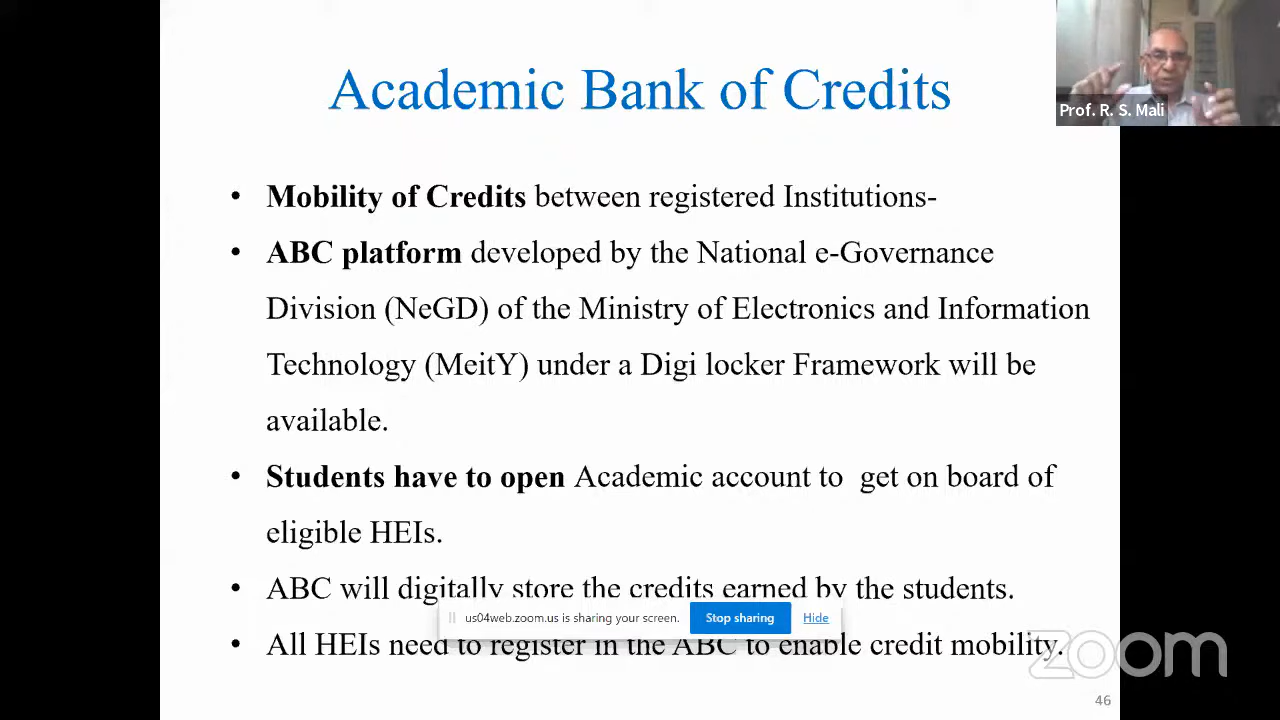 Academic Bank of Credits
Prof. R. S. Mali
• Mobility of Credits between registered Institutions-
• ABC platform developed by the National e-Governance
Division (NeGD) of the Ministry of Electronics and Information
Technology (MeitY) under a Digi locker Framework will be
available.
• Students have to open Academic account to get on board of
eligible HEIs.
• ABC will digitally store the credits earned by the students.
us04web.zoom.us is sharing your screen. Stop sharing Hide
• All HEIs need to register in the ABC to enable credit mobility.
zoom
46